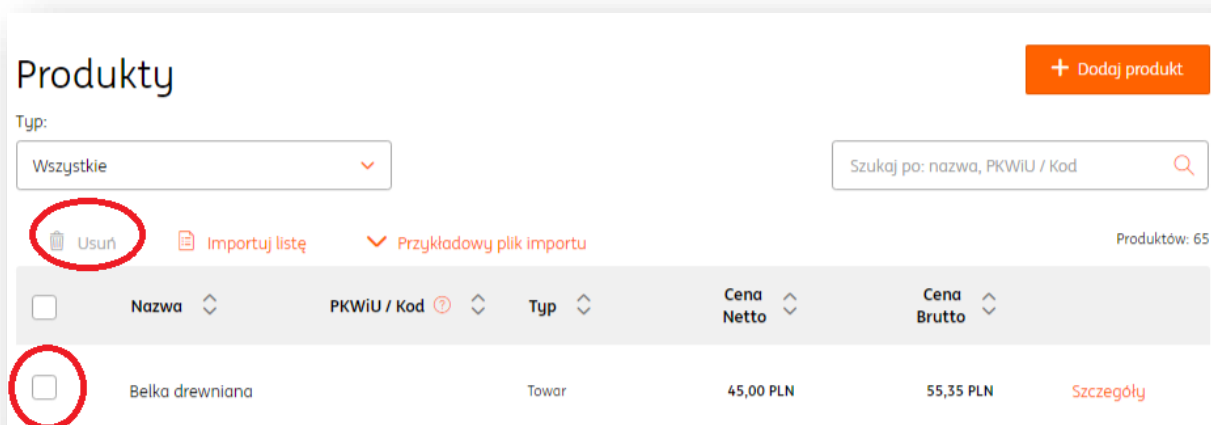 Produkty
+ Dodaj produkt
Typ:
Wszystkie
Szukaj po: nazwa, PKWiU / Kod
Usuń Importuj listę Przykładowy plik importu Produktów: 65
Nazwa PKWiU / Kod ? Typ Cena Netto Cena Brutto
Belka drewniana Towar 45,00 PLN 55,35 PLN Szczegóły